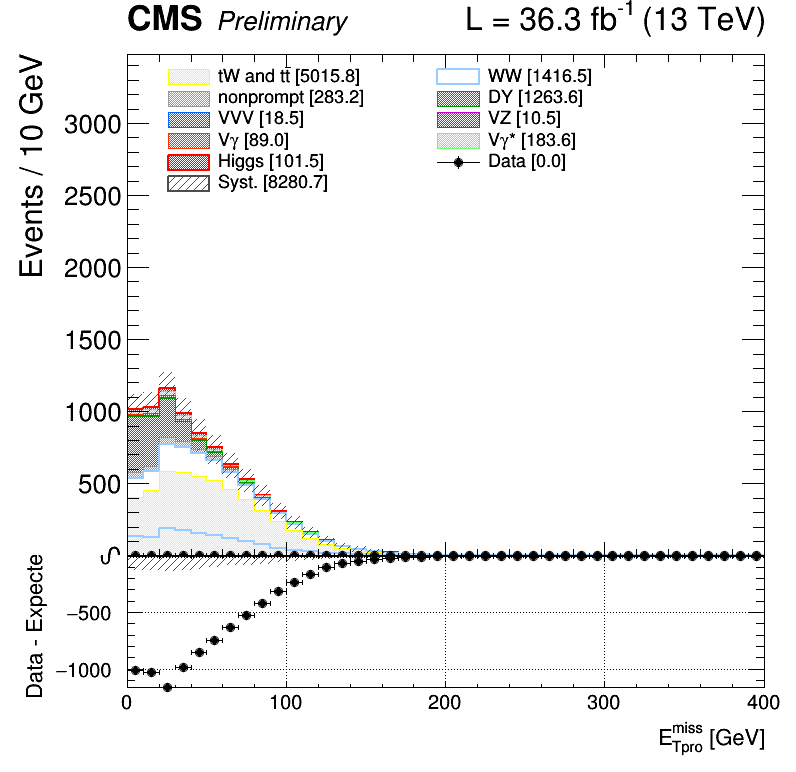 CMS Preliminary L = 36.3 fb⁻¹ (13 TeV)
Events / 10 GeV
tW and tt̄ [5015.8]
nonprompt [283.2]
VVV [18.5]
Vγ [89.0]
Higgs [101.5]
Syst. [8280.7]
WW [1416.5]
DY [1263.6]
VZ [10.5]
Vγ* [183.6]
Data [0.0]
3000
2500
2000
1500
1000
500
0
Data - Expecte
−500
−1000
0 100 200 300 400
E_Tpro^miss [GeV]